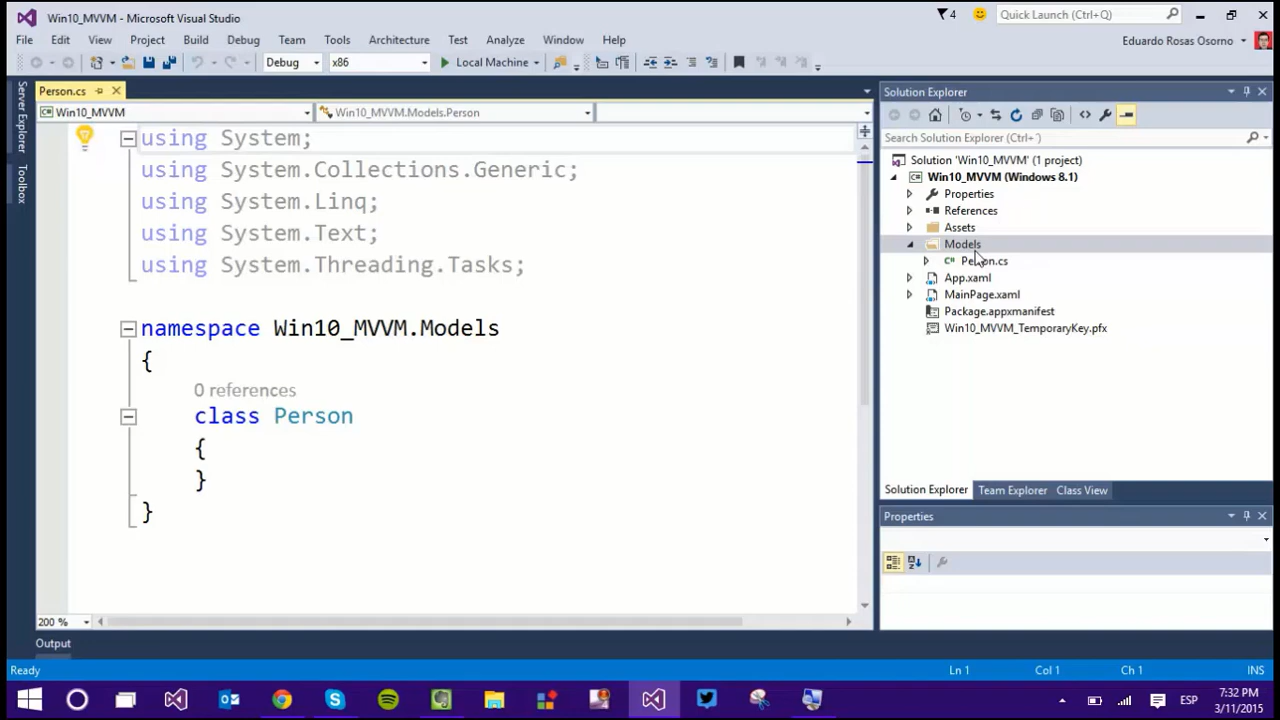 Win10_MVVM - Microsoft Visual Studio
4
Quick Launch (Ctrl+Q)
File Edit View Project Build Debug Team Tools Architecture Test Analyze Window Help
Eduardo Rosas Osorno
Debug x86 Local Machine
Server Explorer
Toolbox
Person.cs
Win10_MVVM Win10_MVVM.Models.Person
using System;
using System.Collections.Generic;
using System.Linq;
using System.Text;
using System.Threading.Tasks;
namespace Win10_MVVM.Models
{
0 references
class Person
{
}
}
200 %
Solution Explorer
Search Solution Explorer (Ctrl+¨)
Solution 'Win10_MVVM' (1 project)
Win10_MVVM (Windows 8.1)
Properties
References
Assets
Models
Person.cs
App.xaml
MainPage.xaml
Package.appxmanifest
Win10_MVVM_TemporaryKey.pfx
Solution Explorer Team Explorer Class View
Properties
Output
Ready Ln 1 Col 1 Ch 1 INS
ESP
7:32 PM
3/11/2015